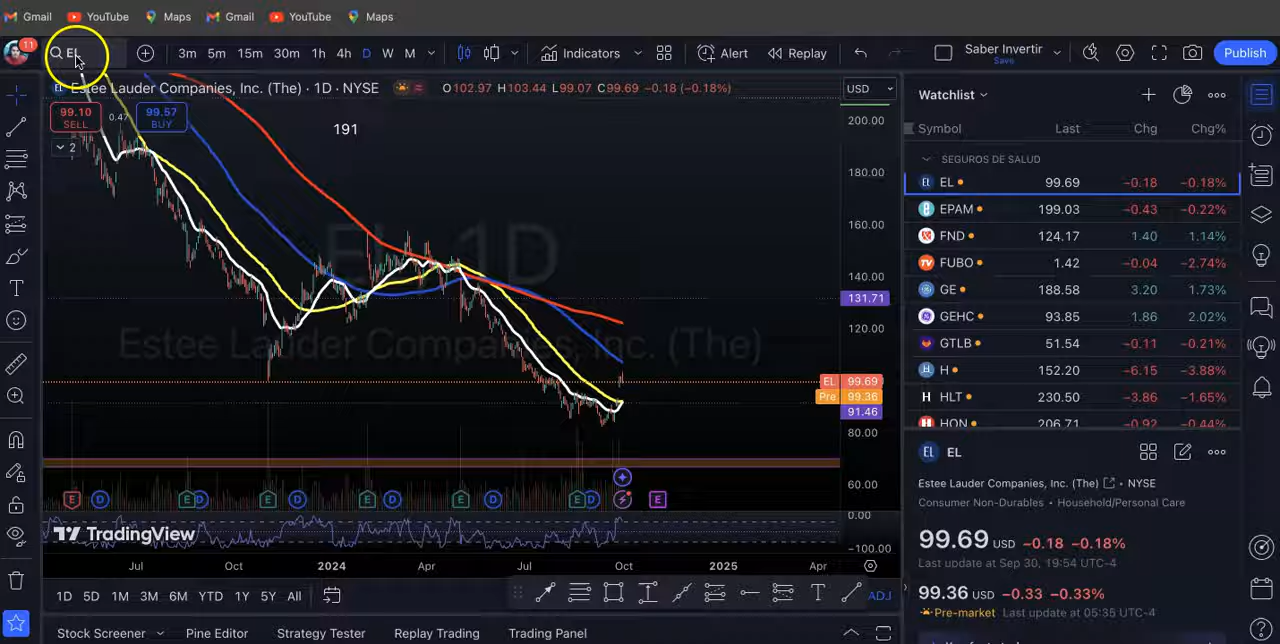 Gmail YouTube Maps Gmail YouTube Maps
11 EL 3m 5m 15m 30m 1h 4h D W M Indicators Alert Replay Saber Invertir Save Publish
Estee Lauder Companies, Inc. (The) · 1D · NYSE O102.97 H103.44 L99.07 C99.69 −0.18 (−0.18%) USD
99.10 SELL 0.47 99.57 BUY
2
191
EL 1D
Estee Lauder Companies, Inc. (The)
200.00
180.00
160.00
140.00
131.71
120.00
EL 99.69
Pre 99.36
91.46
80.00
60.00
0.00
−100.00
E D E D E D E D E D E D E
TradingView
Jul Oct 2024 Apr Jul Oct 2025 Apr
1D 5D 1M 3M 6M YTD 1Y 5Y All ADJ
Stock Screener Pine Editor Strategy Tester Replay Trading Trading Panel
Watchlist
Symbol Last Chg Chg%
SEGUROS DE SALUD
EL 99.69 −0.18 −0.18%
EPAM 199.03 −0.43 −0.22%
FND 124.17 1.40 1.14%
FUBO 1.42 −0.04 −2.74%
GE 188.58 3.20 1.73%
GEHC 93.85 1.86 2.02%
GTLB 51.54 −0.11 −0.21%
H 152.20 −6.15 −3.88%
HLT 230.50 −3.86 −1.65%
HON 206.71 −0.92 −0.44%
EL
Estee Lauder Companies, Inc. (The) • NYSE
Consumer Non-Durables • Household/Personal Care
99.69 USD −0.18 −0.18%
Last update at Sep 30, 19:54 UTC-4
99.36 USD −0.33 −0.33%
Pre-market Last update at 05:35 UTC-4